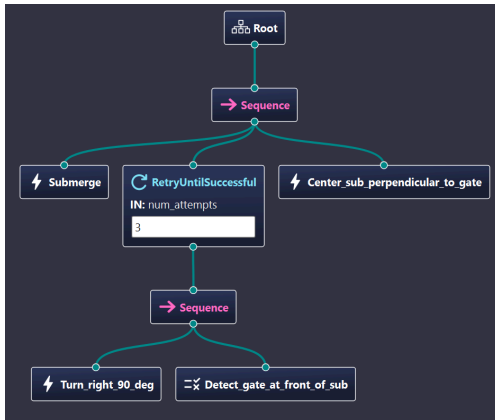 Root
Sequence
Submerge
RetryUntilSuccessful
IN: num_attempts
3
Center_sub_perpendicular_to_gate
Sequence
Turn_right_90_deg
Detect_gate_at_front_of_sub